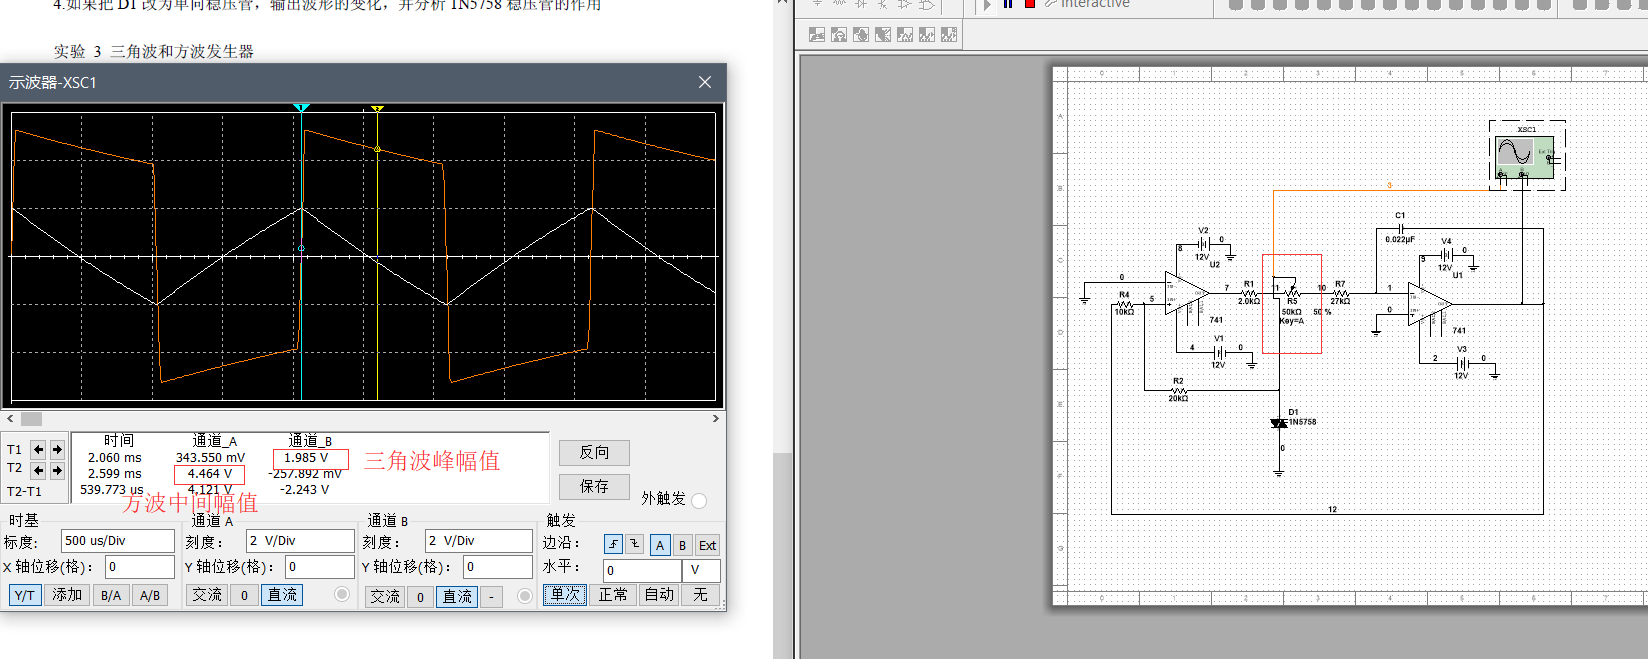 4.如果把 D1 改为单向稳压管，输出波形的变化，并分析 1N5758 稳压管的作用
实验 3 三角波和方波发生器
示波器-XSC1
T1
T2
T2-T1
时间 通道_A 通道_B
2.060 ms 343.550 mV 1.985 V
2.599 ms 4.464 V -257.892 mV
539.773 us 4.121 V -2.243 V
三角波峰幅值
方波中间幅值
反向
保存
外触发
时基
标度: 500 us/Div
X 轴位移(格): 0
Y/T 添加 B/A A/B
通道 A
刻度: 2 V/Div
Y 轴位移(格): 0
交流 0 直流
通道 B
刻度: 2 V/Div
Y 轴位移(格): 0
交流 0 直流 -
触发
边沿: A B Ext
水平: 0 V
单次 正常 自动 无
Interactive
XSC1
Ext Trig
3
C1
0.022µF
V2
8 0
12V
U2
V4
5 0
12V
U1
0
R4
10kΩ
5
7
R1
2.0kΩ
11
R5
50kΩ
Key=A
10
50 %
R7
27kΩ
1
0
741
741
4
V1
0
12V
2
V3
0
12V
R2
20kΩ
D1
1N5758
0
12